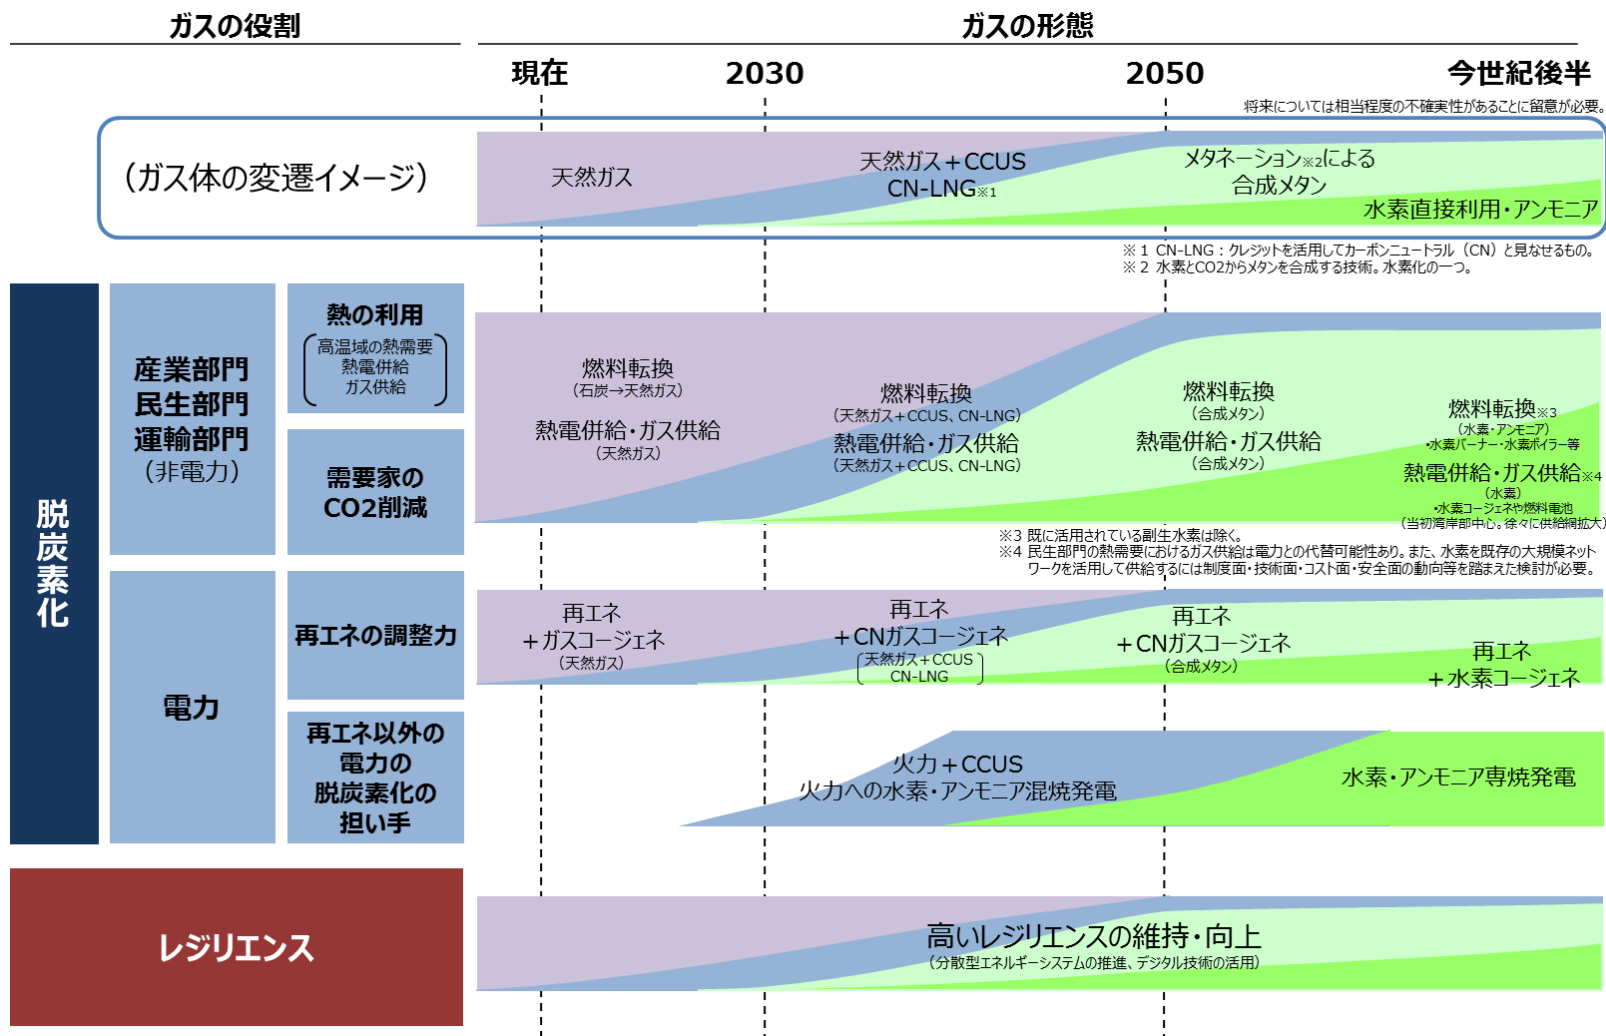 ガスの役割
ガスの形態
現在
2030
2050
今世紀後半
将来については相当程度の不確実性があることに留意が必要。
（ガス体の変遷イメージ）
天然ガス
天然ガス＋CCUS
CN-LNG※1
メタネーション※2による
合成メタン
水素直接利用・アンモニア
※１ CN-LNG：クレジットを活用してカーボンニュートラル（CN）と見なせるもの。
※２ 水素とCO2からメタンを合成する技術。水素化の一つ。
脱炭素化
産業部門
民生部門
運輸部門
（非電力）
熱の利用
高温域の熱需要
熱電併給
ガス供給
需要家の
CO2削減
燃料転換
（石炭→天然ガス）
熱電併給・ガス供給
（天然ガス）
燃料転換
（天然ガス＋CCUS、CN-LNG）
熱電併給・ガス供給
（天然ガス＋CCUS、CN-LNG）
燃料転換
（合成メタン）
熱電併給・ガス供給
（合成メタン）
燃料転換※3
（水素・アンモニア）
・水素バーナー・水素ボイラー等
熱電併給・ガス供給※4
（水素）
・水素コージェネや燃料電池
（当初湾岸部中心。徐々に供給網拡大）
※３ 既に活用されている副生水素は除く。
※４ 民生部門の熱需要におけるガス供給は電力との代替可能性あり。また、水素を既存の大規模ネット
ワークを活用して供給するには制度面・技術面・コスト面・安全面の動向等を踏まえた検討が必要。
電力
再エネの調整力
再エネ
＋ガスコージェネ
（天然ガス）
再エネ
＋CNガスコージェネ
天然ガス＋CCUS
CN-LNG
再エネ
＋CNガスコージェネ
（合成メタン）
再エネ
＋水素コージェネ
再エネ以外の
電力の
脱炭素化の
担い手
火力＋CCUS
火力への水素・アンモニア混焼発電
水素・アンモニア専焼発電
レジリエンス
高いレジリエンスの維持・向上
（分散型エネルギーシステムの推進、デジタル技術の活用）